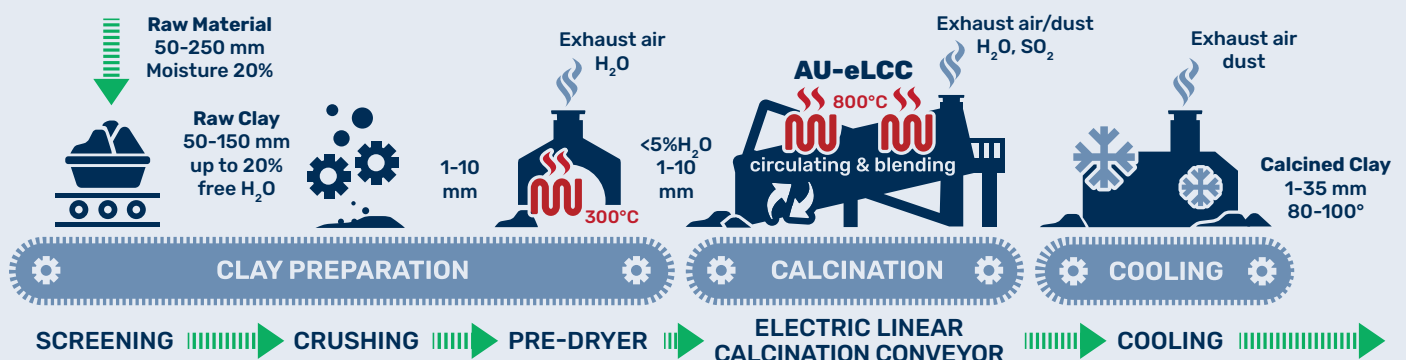 Raw Material
50-250 mm
Moisture 20%
Raw Clay
50-150 mm
up to 20%
free H₂O
1-10
mm
Exhaust air
H₂O
300°C
<5%H₂O
1-10
mm
AU-eLCC
800°C
circulating & blending
Exhaust air/dust
H₂O, SO₂
Exhaust air
dust
Calcined Clay
1-35 mm
80-100°
CLAY PREPARATION
CALCINATION
COOLING
SCREENING
CRUSHING
PRE-DRYER
ELECTRIC LINEAR
CALCINATION CONVEYOR
COOLING